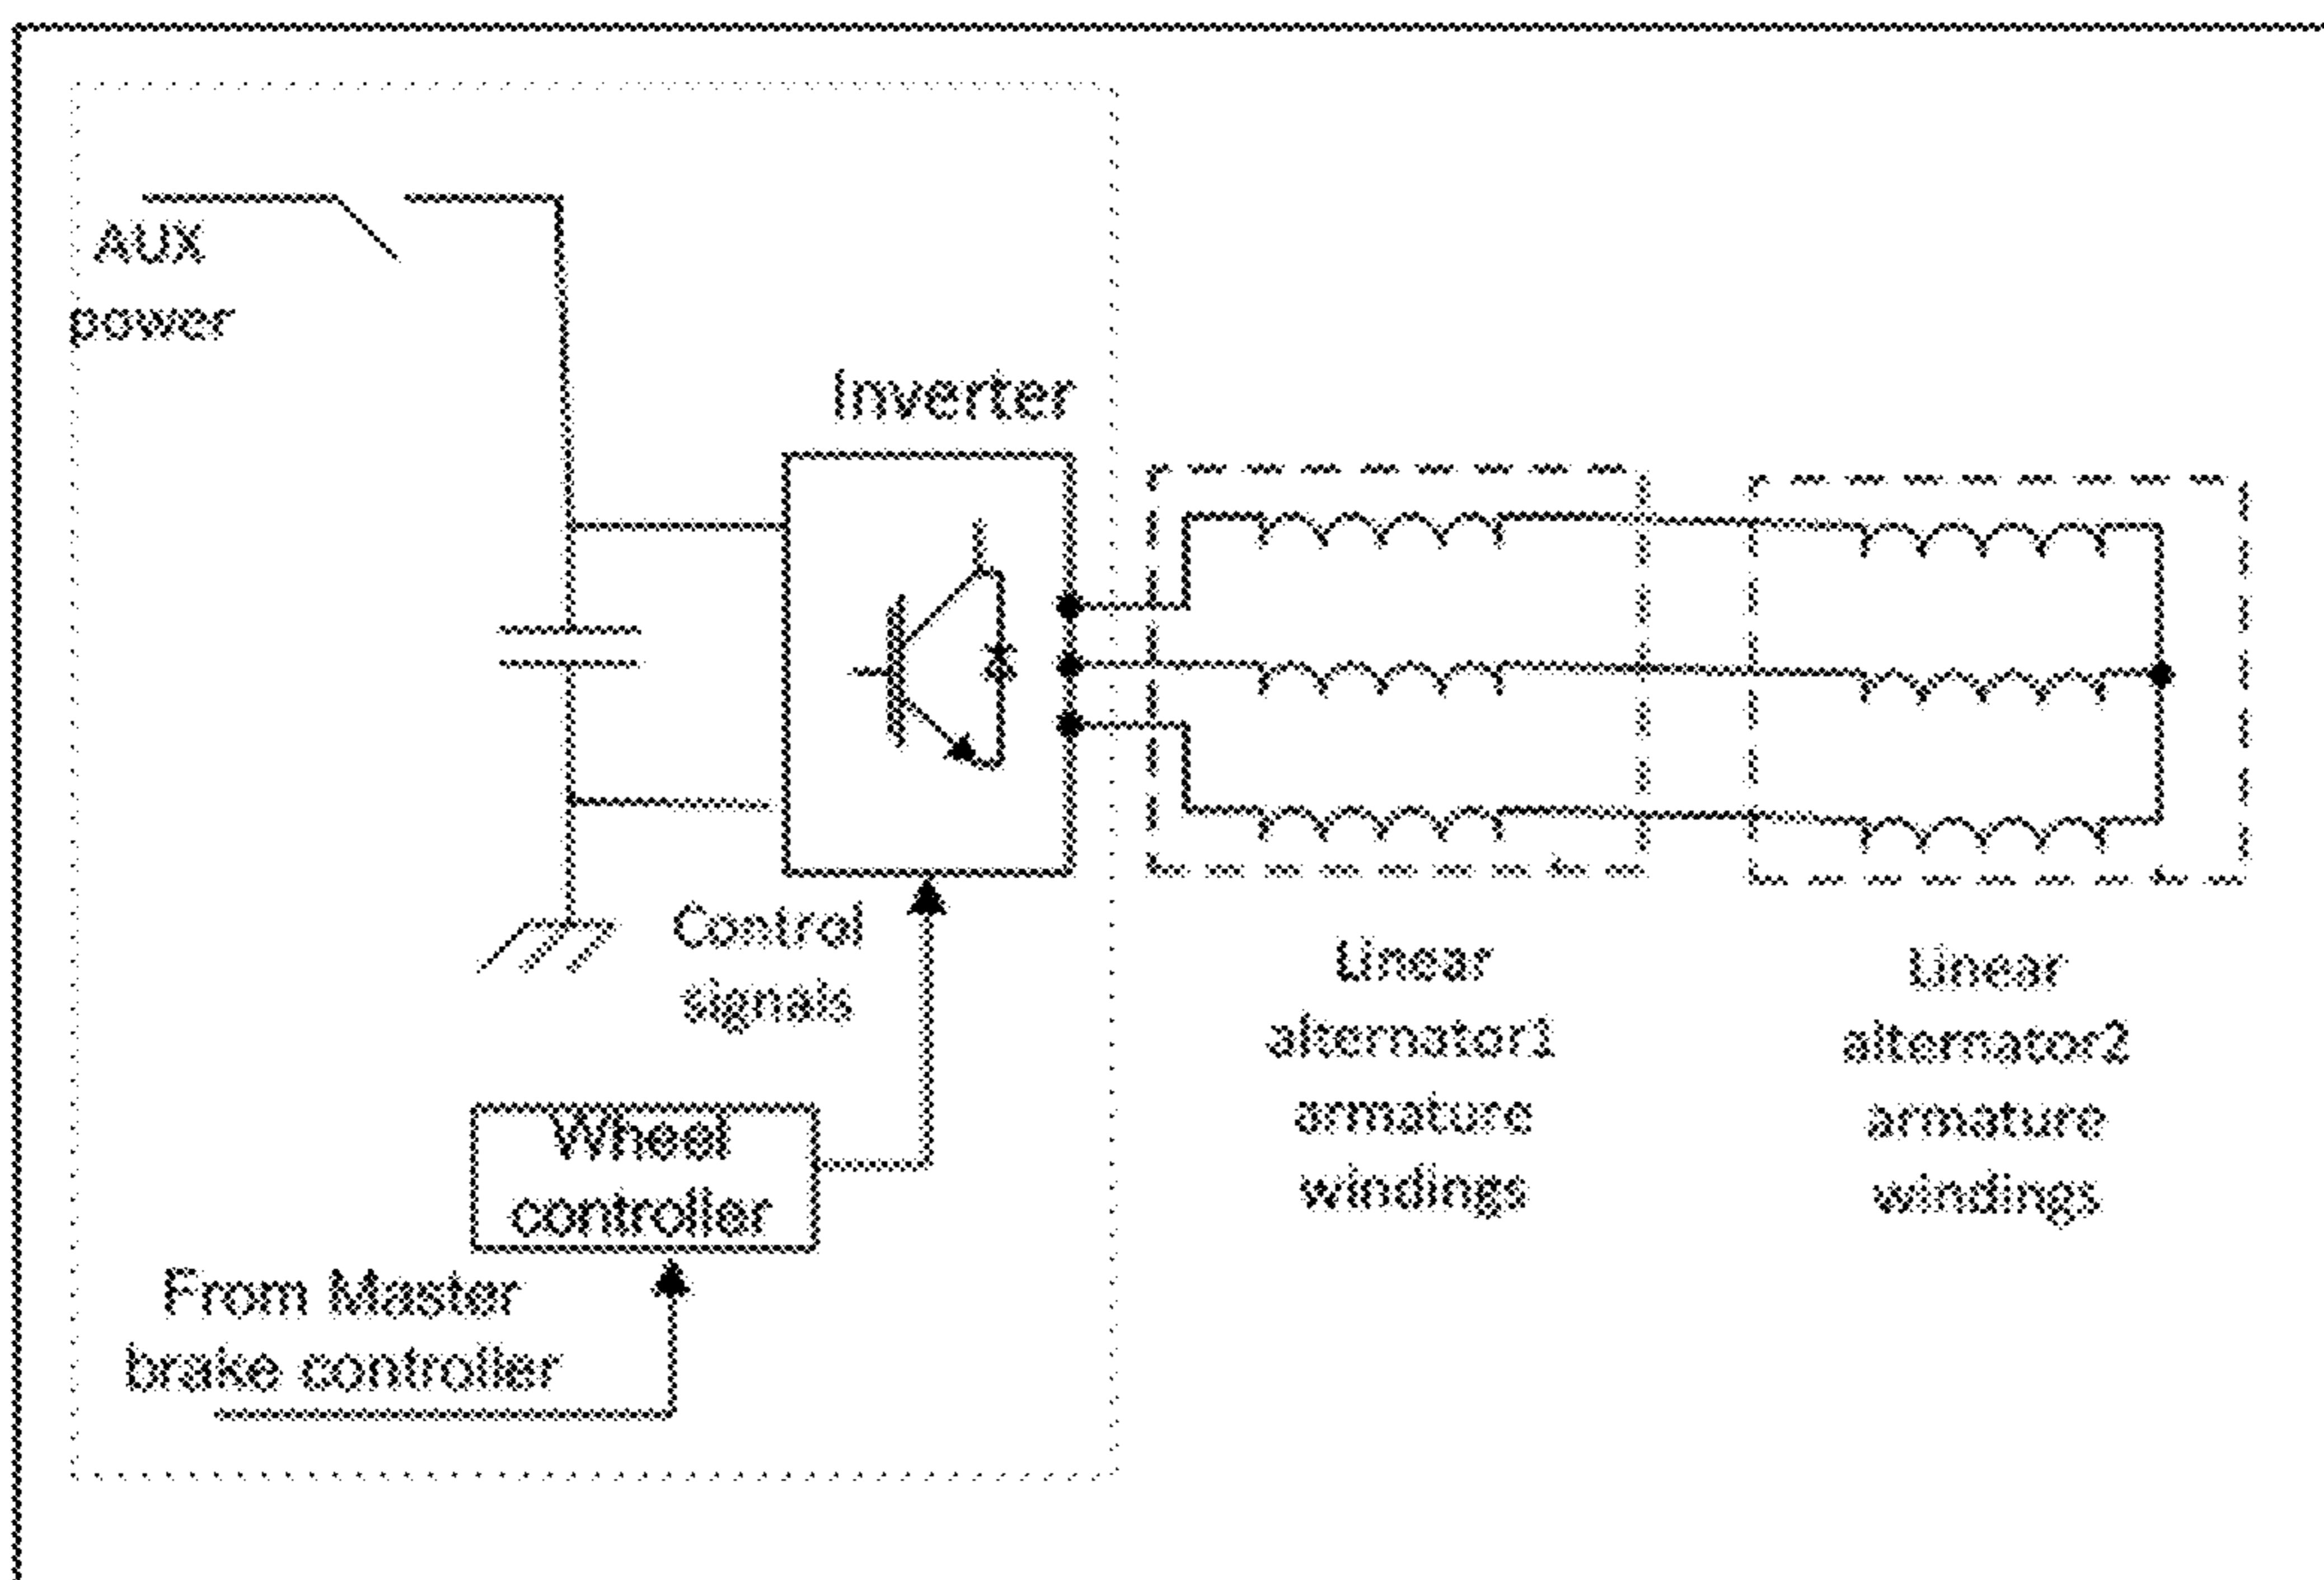 AUX
power
Inverter
Control
signals
Linear
alternator1
armature
windings
Linear
alternator2
armature
windings
Wheel
controller
From Master
brake controller